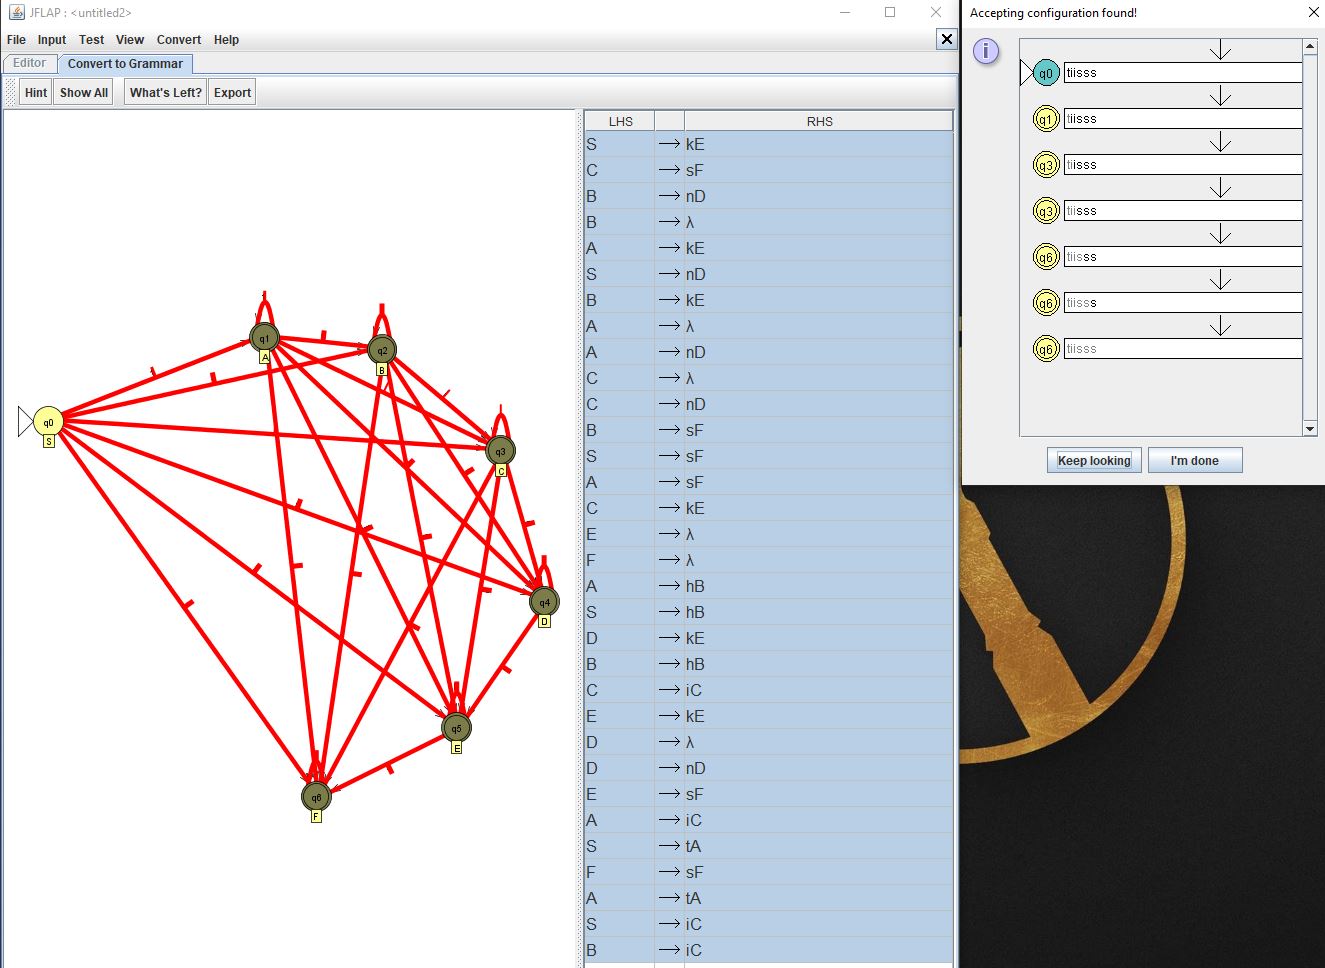 JFLAP : <untitled2>
File Input Test View Convert Help
Editor Convert to Grammar
Hint Show All What's Left? Export
q0
S
q1
A
q2
B
q3
C
q4
D
q5
E
q6
F
LHS RHS
S → kE
C → sF
B → nD
B → λ
A → kE
S → nD
B → kE
A → λ
A → nD
C → λ
C → nD
B → sF
S → sF
A → sF
C → kE
E → λ
F → λ
A → hB
S → hB
D → kE
B → hB
C → iC
E → kE
D → λ
D → nD
E → sF
A → iC
S → tA
F → sF
A → tA
S → iC
B → iC
Accepting configuration found!
q0 tiisss
q1 tiisss
q3 tiisss
q3 tiisss
q6 tiisss
q6 tiisss
q6 tiisss
Keep looking I'm done